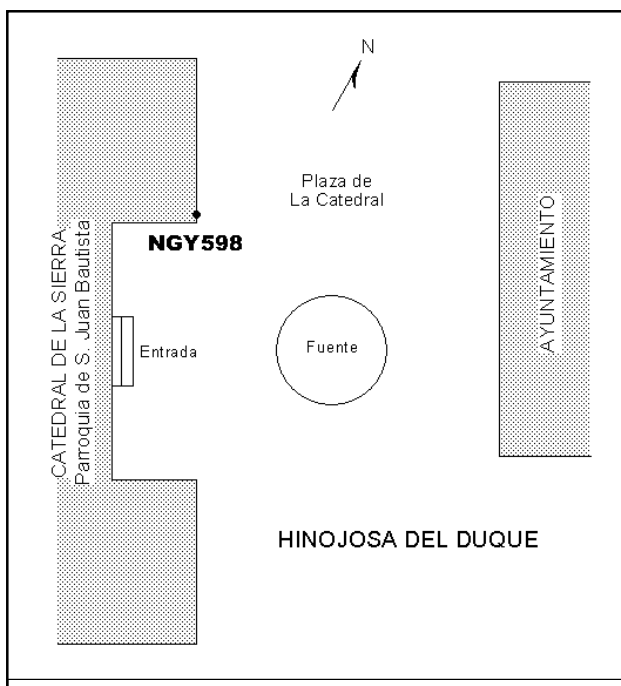 N
Plaza de
La Catedral
NGY598
CATEDRAL DE LA SIERRA,
Parroquia de S. Juan Bautista
Entrada
Fuente
AYUNTAMIENTO
HINOJOSA DEL DUQUE